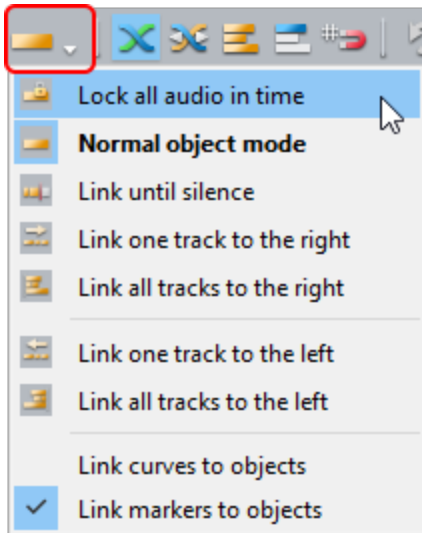 Lock all audio in time
Normal object mode
Link until silence
Link one track to the right
Link all tracks to the right
Link one track to the left
Link all tracks to the left
Link curves to objects
Link markers to objects